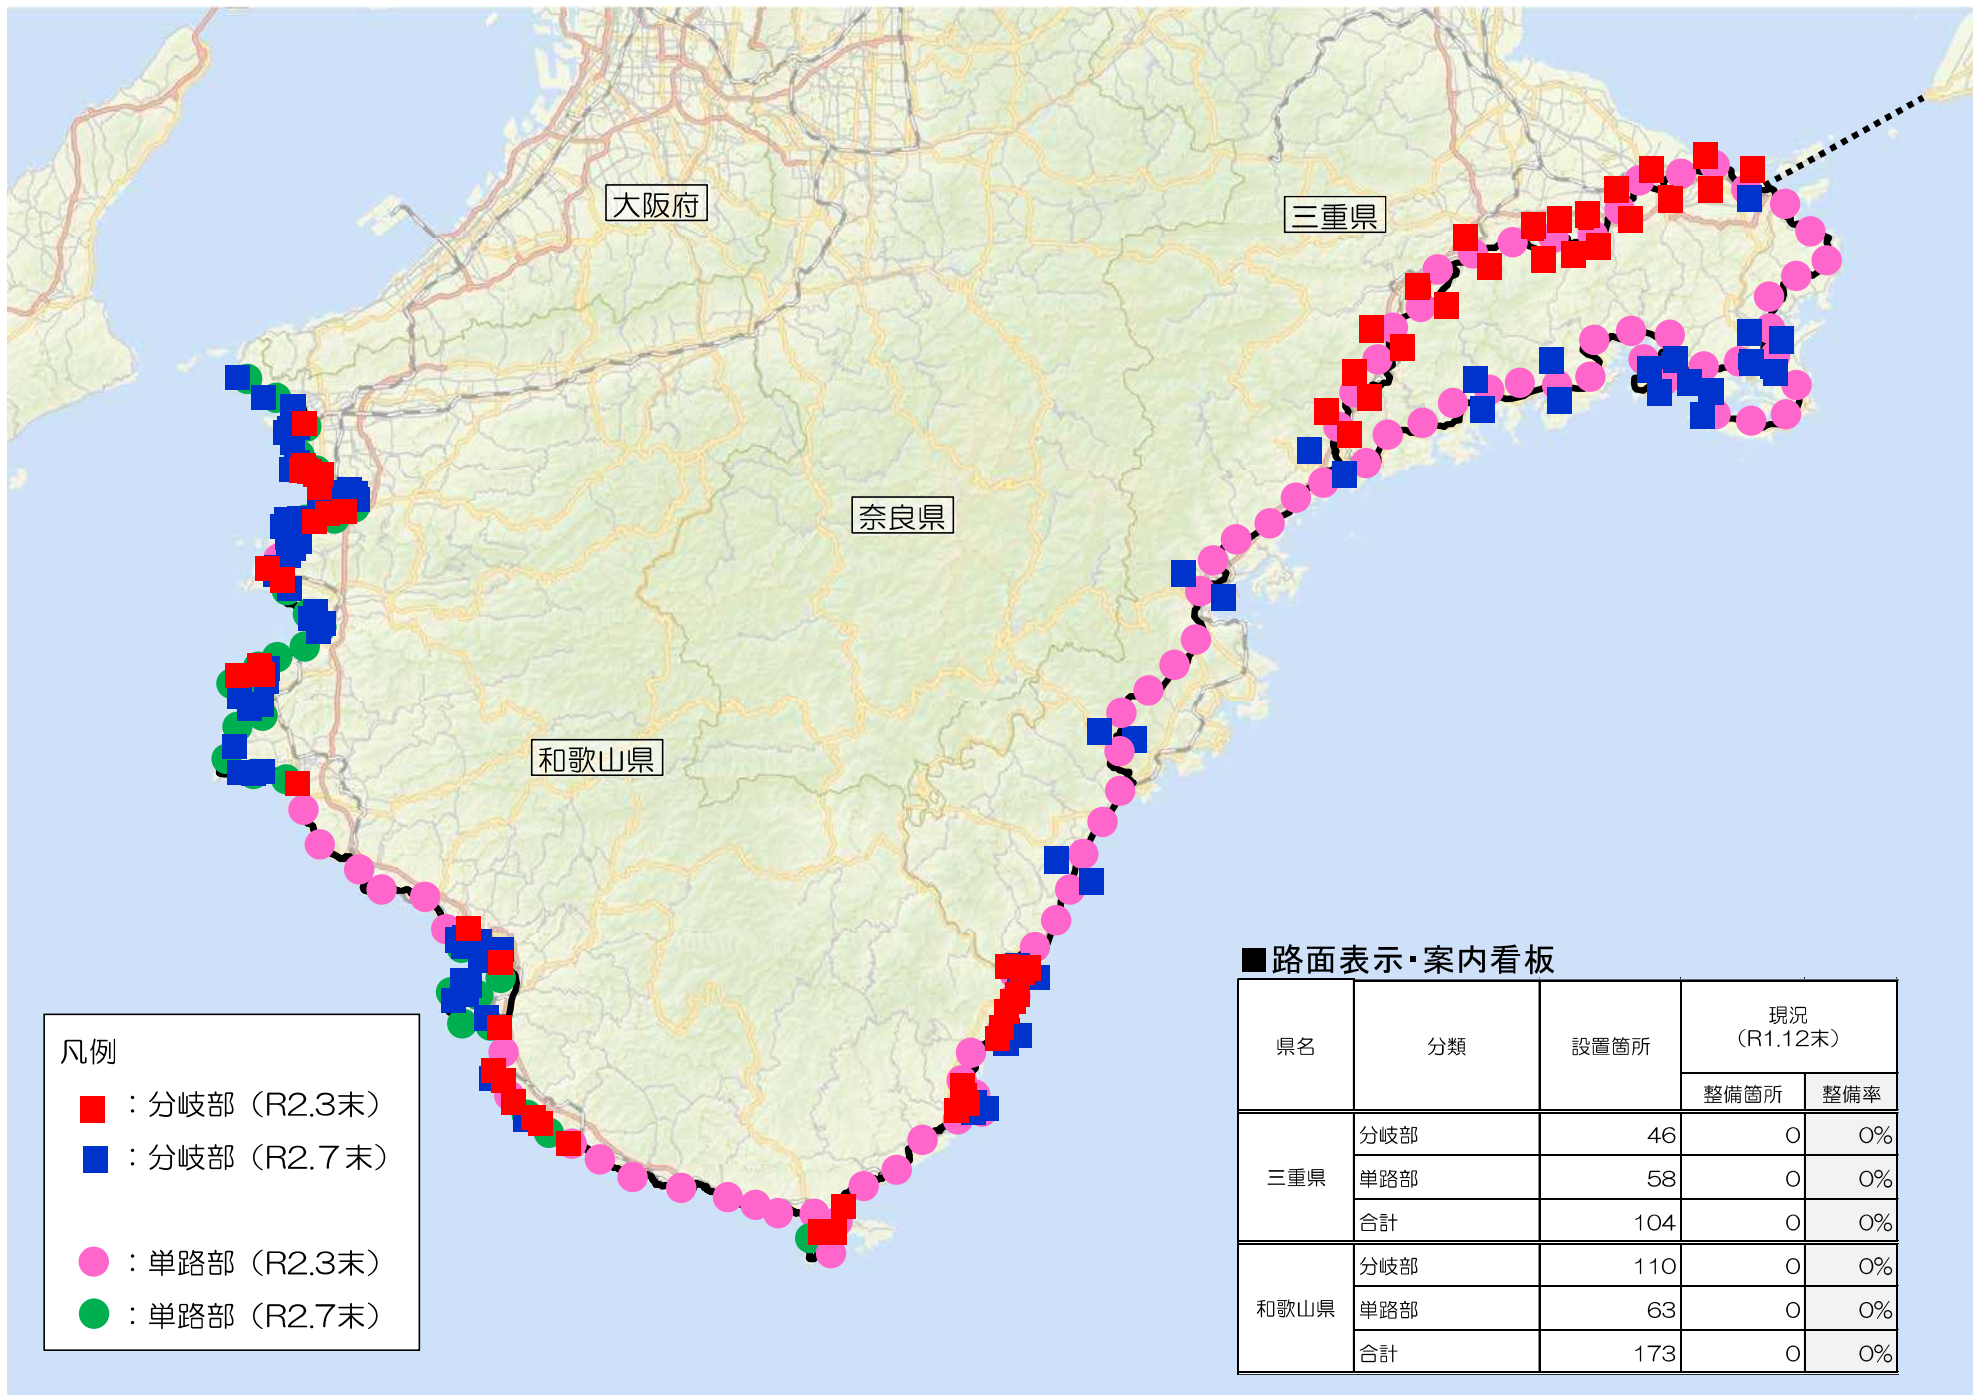 大阪府
三重県
奈良県
和歌山県
凡例
：分岐部（R2.3末）
：分岐部（R2.7末）
：単路部（R2.3末）
：単路部（R2.7末）
■路面表示・案内看板
県名 分類 設置箇所 現況（R1.12末）
整備箇所 整備率
三重県 分岐部 46 0 0%
単路部 58 0 0%
合計 104 0 0%
和歌山県 分岐部 110 0 0%
単路部 63 0 0%
合計 173 0 0%